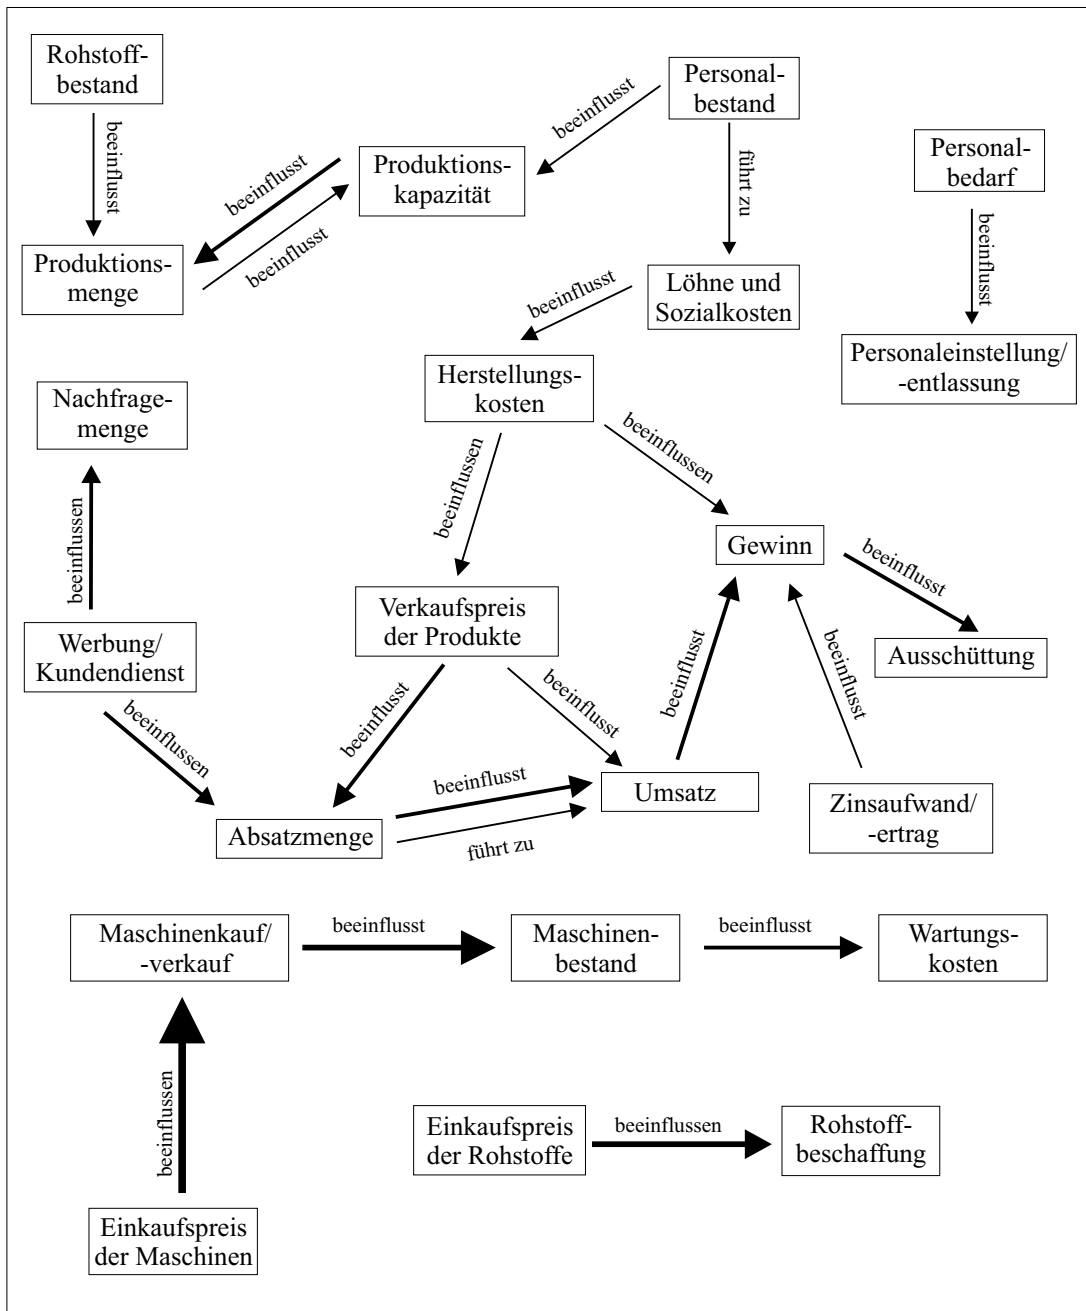 Rohstoff-
bestand
Personal-
bestand
beeinflusst
beeinflusst
führt zu
Personal-
bedarf
Produktions-
kapazität
beeinflusst
beeinflusst
beeinflusst
Produktions-
menge
Löhne und
Sozialkosten
beeinflusst
Personaleinstellung/
-entlassung
Herstellungs-
kosten
Nachfrage-
menge
beeinflussen
beeinflussen
beeinflussen
Gewinn
beeinflusst
Verkaufspreis
der Produkte
Werbung/
Kundendienst
Ausschüttung
beeinflussen
beeinflusst
beeinflusst
beeinflusst
beeinflusst
beeinflusst
führt zu
Absatzmenge
Umsatz
Zinsaufwand/
-ertrag
Maschinenkauf/
-verkauf
beeinflusst
Maschinen-
bestand
beeinflusst
Wartungs-
kosten
beeinflussen
Einkaufspreis
der Rohstoffe
beeinflussen
Rohstoff-
beschaffung
Einkaufspreis
der Maschinen